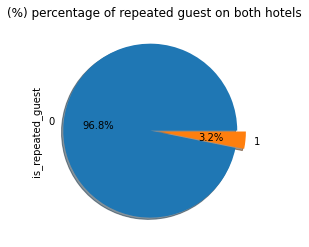 (%) percentage of repeated guest on both hotels
is_repeated_guest
0
96.8%
3.2%
1